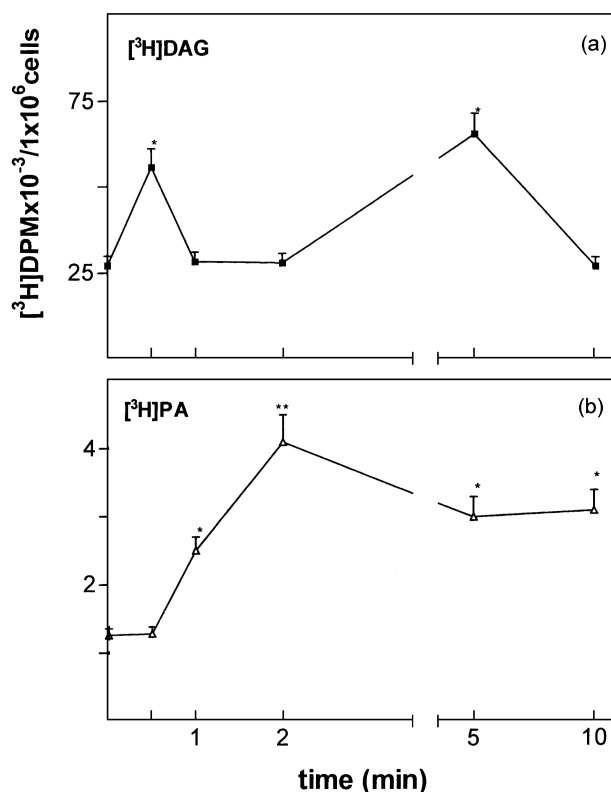 [³H]DPMx10⁻³/1x10⁶cells
[³H]DAG
(a)
75
*
*
25
[³H]PA
(b)
**
4
*
*
*
2
1
2
5
10
time (min)